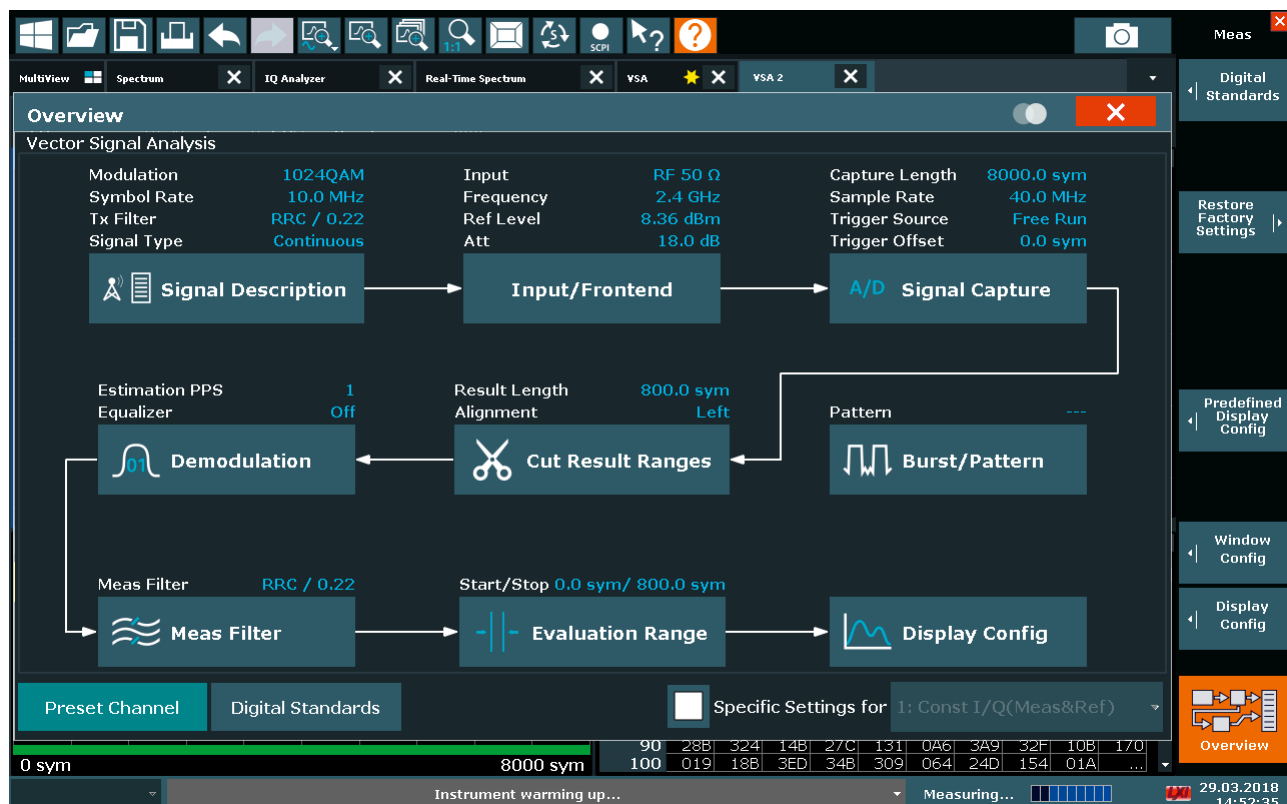 1:1
SCPI
?
?
Meas
MultiView
Spectrum
IQ Analyzer
Real-Time Spectrum
VSA
VSA 2
Digital
Standards
Overview
Vector Signal Analysis
Modulation 1024QAM
Symbol Rate 10.0 MHz
Tx Filter RRC / 0.22
Signal Type Continuous
Signal Description
Input RF 50 Ω
Frequency 2.4 GHz
Ref Level 8.36 dBm
Att 18.0 dB
Input/Frontend
Capture Length 8000.0 sym
Sample Rate 40.0 MHz
Trigger Source Free Run
Trigger Offset 0.0 sym
A/D Signal Capture
Restore
Factory
Settings
Estimation PPS 1
Equalizer Off
01 Demodulation
Result Length 800.0 sym
Alignment Left
Cut Result Ranges
Pattern ---
Burst/Pattern
Predefined
Display
Config
Window
Config
Meas Filter RRC / 0.22
Meas Filter
Start/Stop 0.0 sym/ 800.0 sym
Evaluation Range
Display Config
Display
Config
Preset Channel
Digital Standards
Specific Settings for 1: Const I/Q(Meas&Ref)
Overview
90 28B 324 14B 27C 131 0A6 3A9 32F 10B 170
0 sym 8000 sym 100 019 18B 3ED 34B 309 064 24D 154 01A ...
Instrument warming up...
Measuring...
LXI
29.03.2018
14:52:35